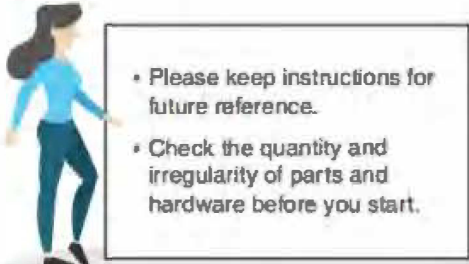 • Please keep instructions for
future reference.
• Check the quantity and
irregularity of parts and
hardware before you start.